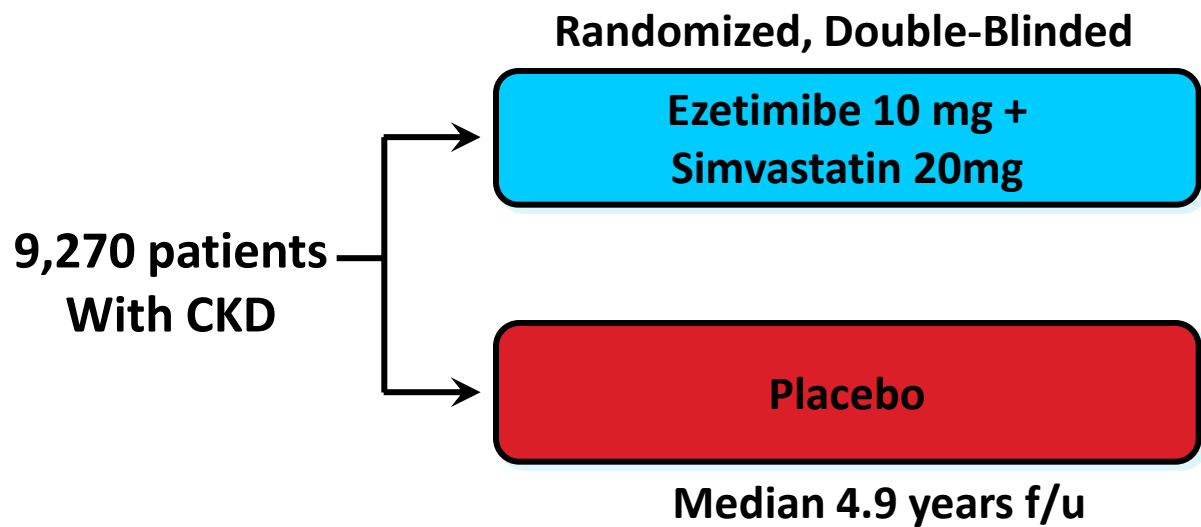 Randomized, Double-Blinded
Ezetimibe 10 mg +
Simvastatin 20mg
9,270 patients
With CKD
Placebo
Median 4.9 years f/u